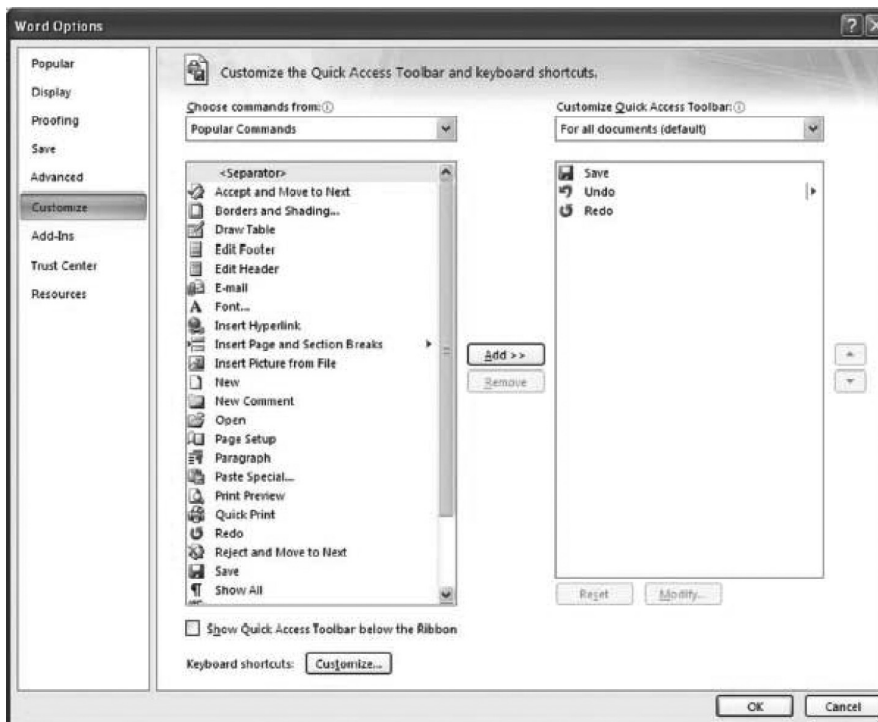 Word Options
?
Popular
Display
Proofing
Save
Advanced
Customize
Add-Ins
Trust Center
Resources
Customize the Quick Access Toolbar and keyboard shortcuts.
Choose commands from:
Popular Commands
<Separator>
Accept and Move to Next
Borders and Shading...
Draw Table
Edit Footer
Edit Header
E-mail
Font...
Insert Hyperlink
Insert Page and Section Breaks
Insert Picture from File
New
New Comment
Open
Page Setup
Paragraph
Paste Special...
Print Preview
Quick Print
Redo
Reject and Move to Next
Save
Show All
Show Quick Access Toolbar below the Ribbon
Keyboard shortcuts: Customize...
Add >>
Remove
Customize Quick Access Toolbar:
For all documents (default)
Save
Undo
Redo
Reset Modify...
OK Cancel